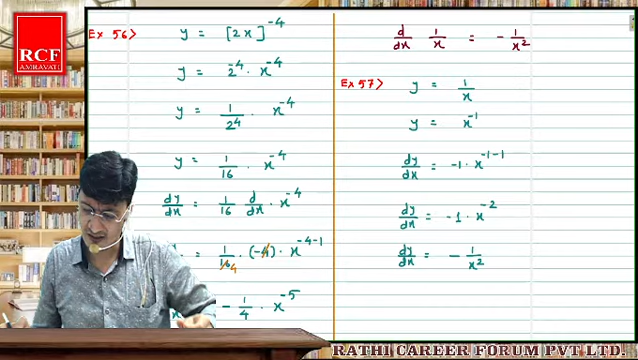 RCF
AMRAVATI
Ex 56> y = [2x]^-4
y = 2^-4 · x^-4
y = 1/2^4 · x^-4
y = 1/16 · x^-4
dy/dx = 1/16 d/dx · x^-4
= 1/16 · (-4) · x^-4-1
4
- 1/4 · x^-5
d/dx 1/x = - 1/x^2
Ex 57> y = 1/x
y = x^-1
dy/dx = -1 · x^-1-1
dy/dx = -1 · x^-2
dy/dx = - 1/x^2
RATHI CAREER FORUM PVT LTD.